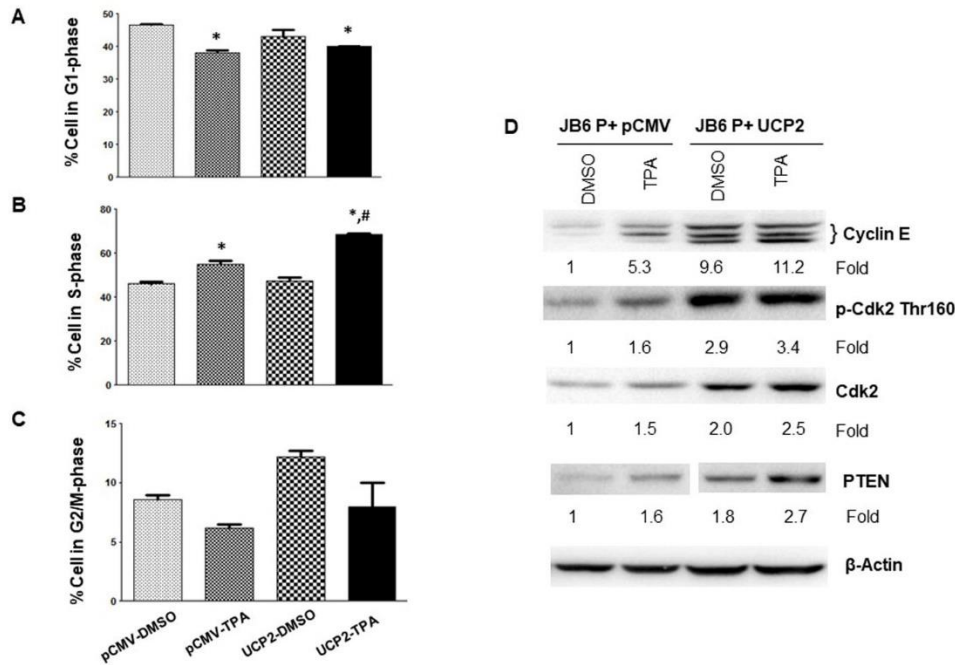 A
% Cell in G1-phase
50
40
30
20
10
0
*
*
B
% Cell in S-phase
80
60
40
20
0
*
*,#
C
% Cell in G2/M-phase
15
10
5
0
pCMV-DMSO
pCMV-TPA
UCP2-DMSO
UCP2-TPA
D
JB6 P+ pCMV JB6 P+ UCP2
DMSO TPA DMSO TPA
} Cyclin E
1 5.3 9.6 11.2 Fold
p-Cdk2 Thr160
1 1.6 2.9 3.4 Fold
Cdk2
1 1.5 2.0 2.5 Fold
PTEN
1 1.6 1.8 2.7 Fold
β-Actin